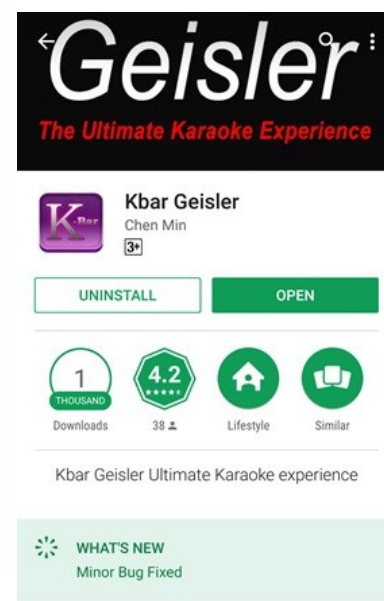 Geisler
The Ultimate Karaoke Experience
K-Bar
Kbar Geisler
Chen Min
3+
UNINSTALL
OPEN
1
THOUSAND
Downloads
4.2
38
Lifestyle
Similar
Kbar Geisler Ultimate Karaoke experience
WHAT'S NEW
Minor Bug Fixed